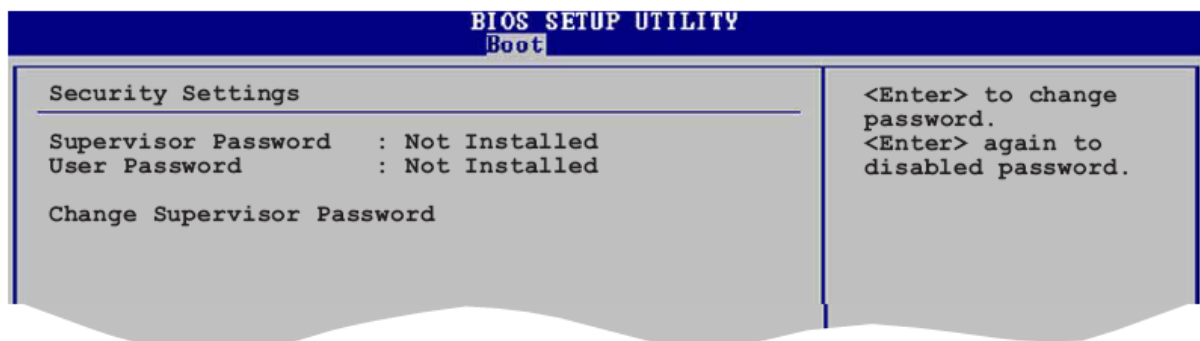 BIOS SETUP UTILITY
Boot
Security Settings
Supervisor Password : Not Installed
User Password : Not Installed
Change Supervisor Password
<Enter> to change
password.
<Enter> again to
disabled password.